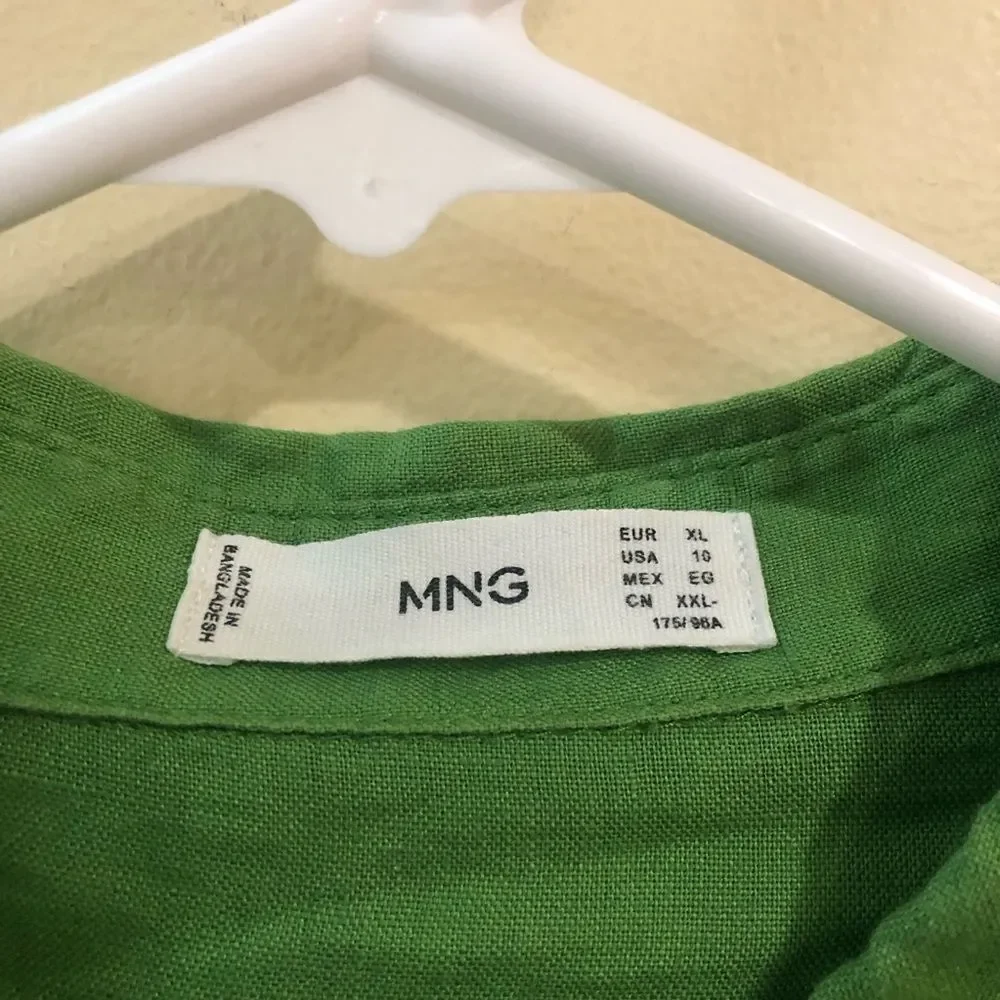 MADE IN
BANGLADESH
MNG
EUR XL
USA 10
MEX EG
CN XXL-
175/96A